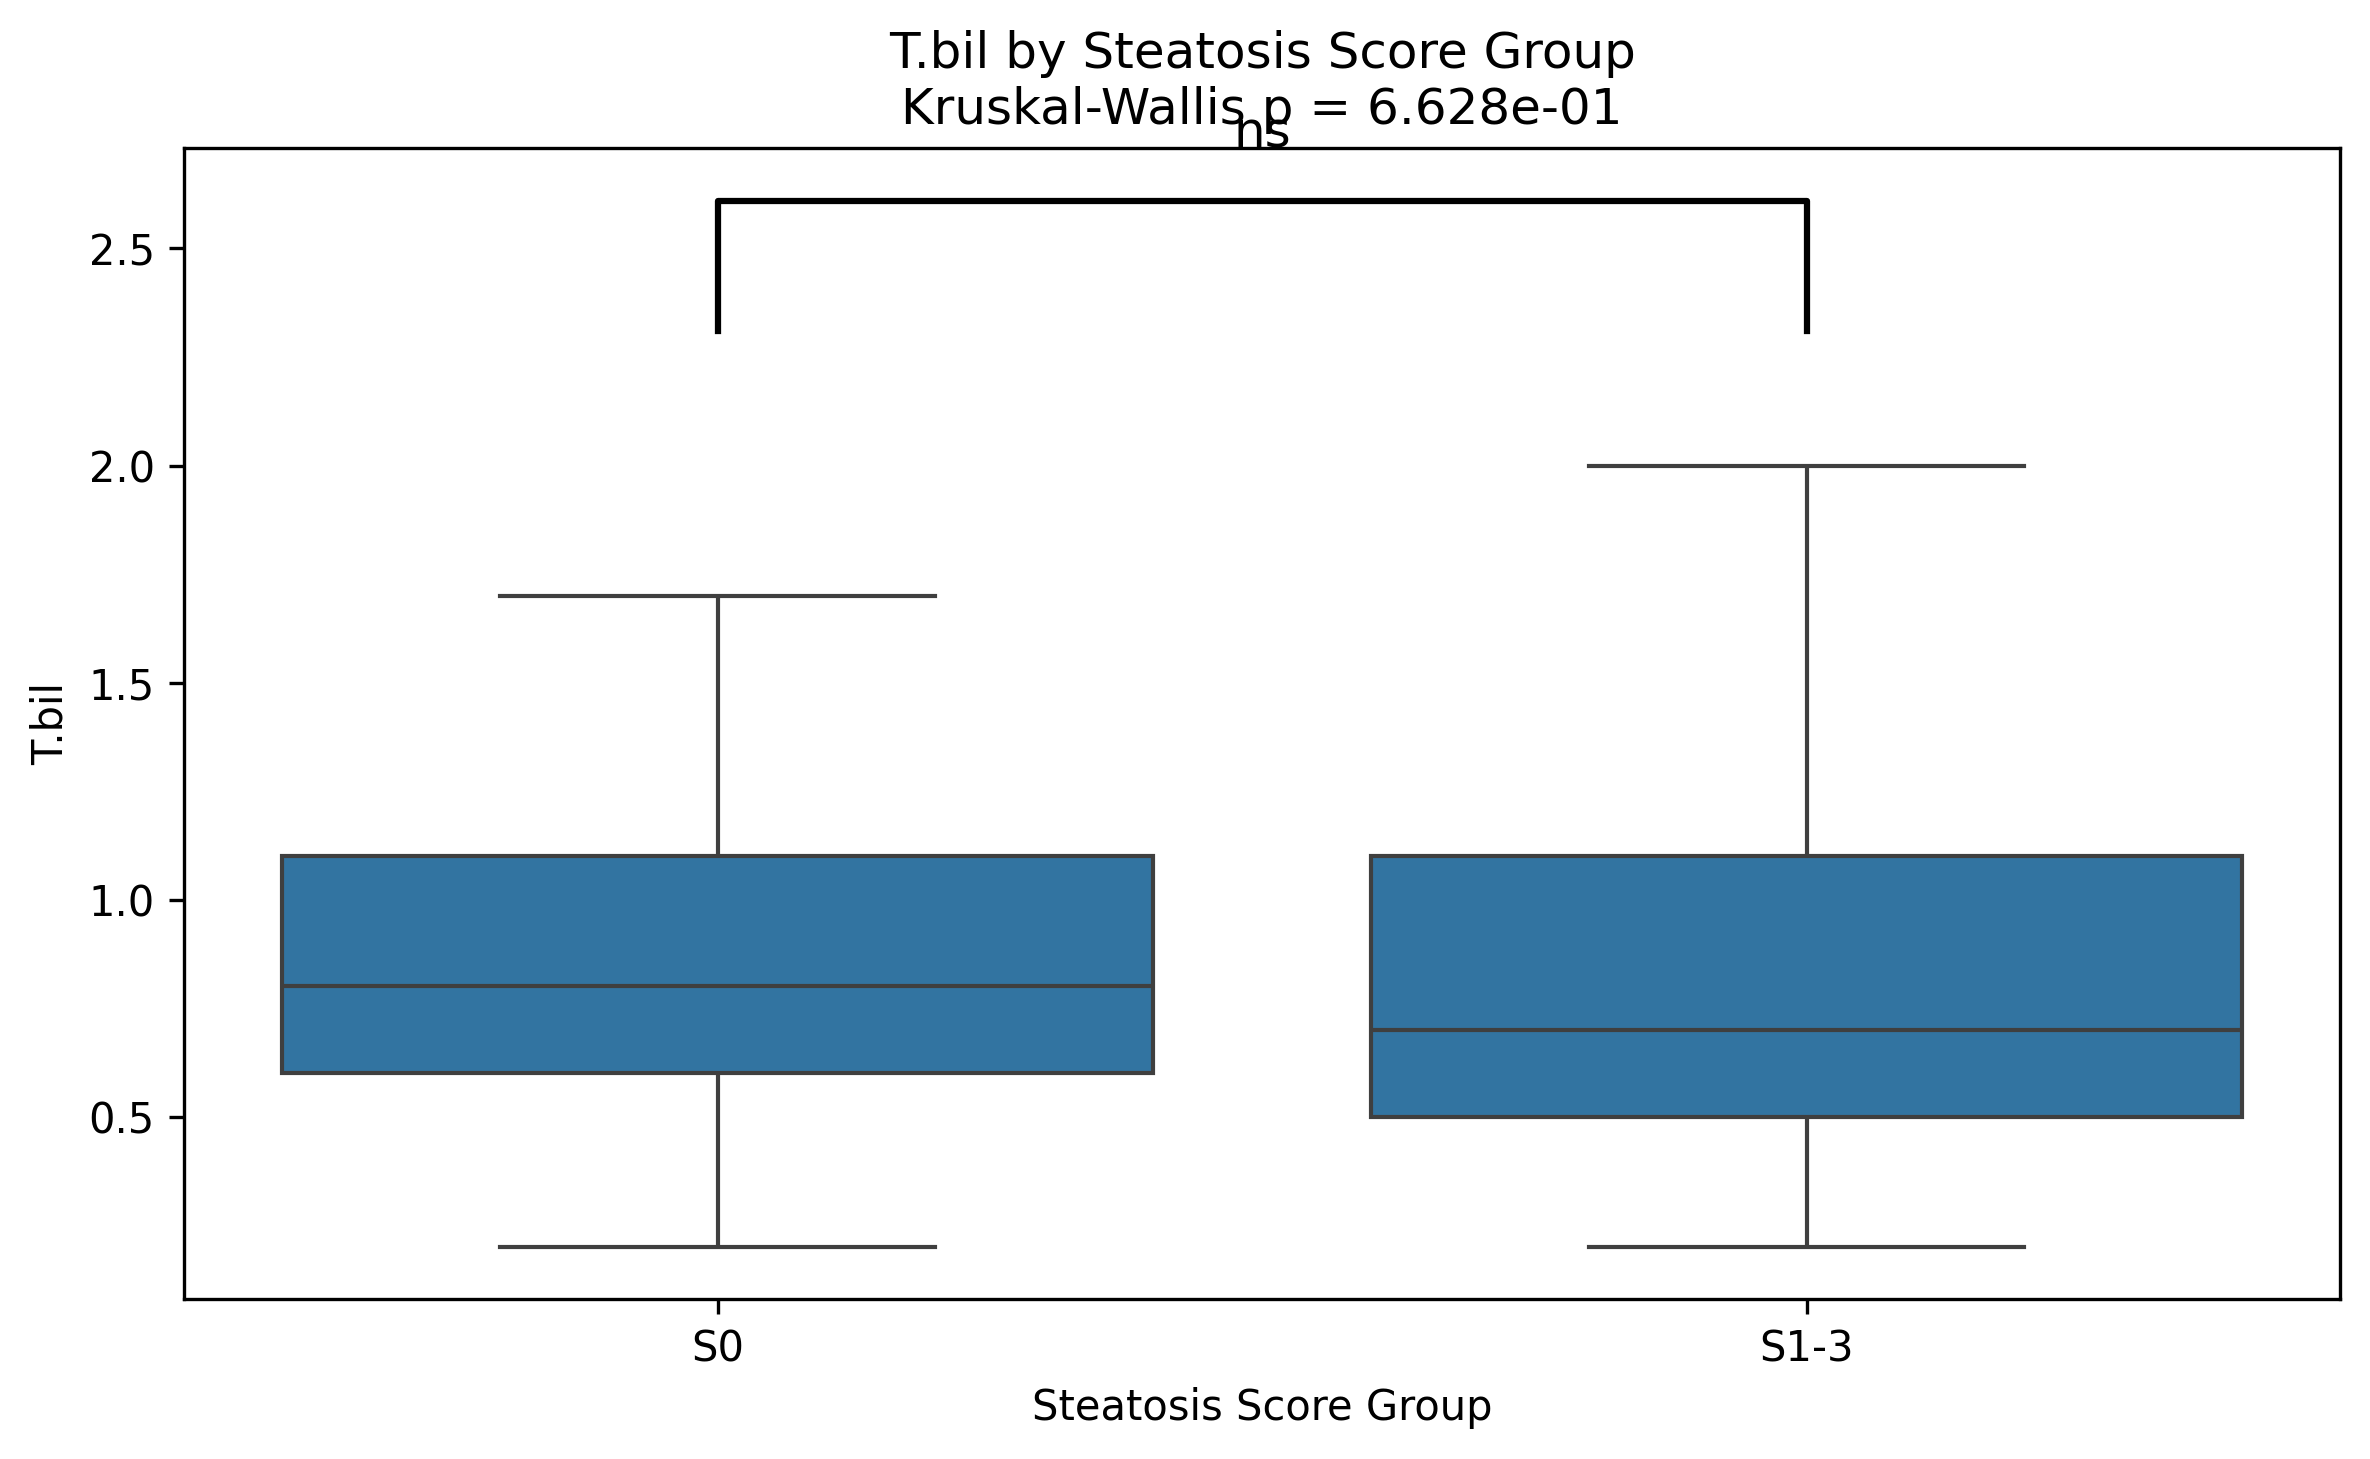 T.bil by Steatosis Score Group
Kruskal-Wallis p = 6.628e-01
ns
2.5
2.0
1.5
1.0
0.5
T.bil
S0
S1-3
Steatosis Score Group